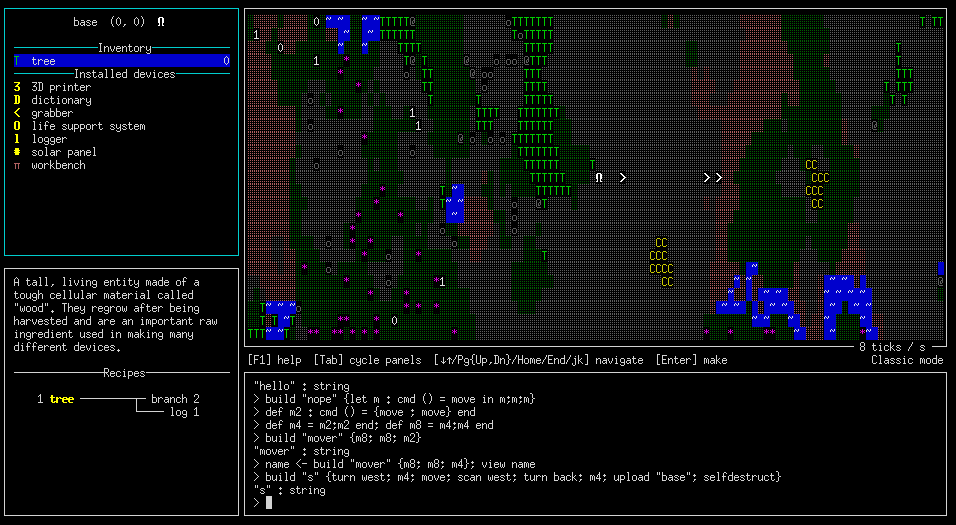 base (0, 0) Ω
Inventory
T tree 0
Installed devices
3 3D printer
D dictionary
< grabber
O life support system
l logger
# solar panel
π workbench
A tall, living entity made of a
tough cellular material called
"wood". They regrow after being
harvested and are an important raw
ingredient used in making many
different devices.
Recipes
1 tree branch 2
log 1
8 ticks / s
[F1] help [Tab] cycle panels [↓↑/Pg{Up,Dn}/Home/End/jk] navigate [Enter] make Classic mode
"hello" : string
> build "nope" {let m : cmd () = move in m;m;m}
> def m2 : cmd () = {move ; move} end
> def m4 = m2;m2 end; def m8 = m4;m4 end
> build "mover" {m8; m8; m2}
"mover" : string
> name <- build "mover" {m8; m8; m4}; view name
> build "s" {turn west; m4; move; scan west; turn back; m4; upload "base"; selfdestruct}
"s" : string
>